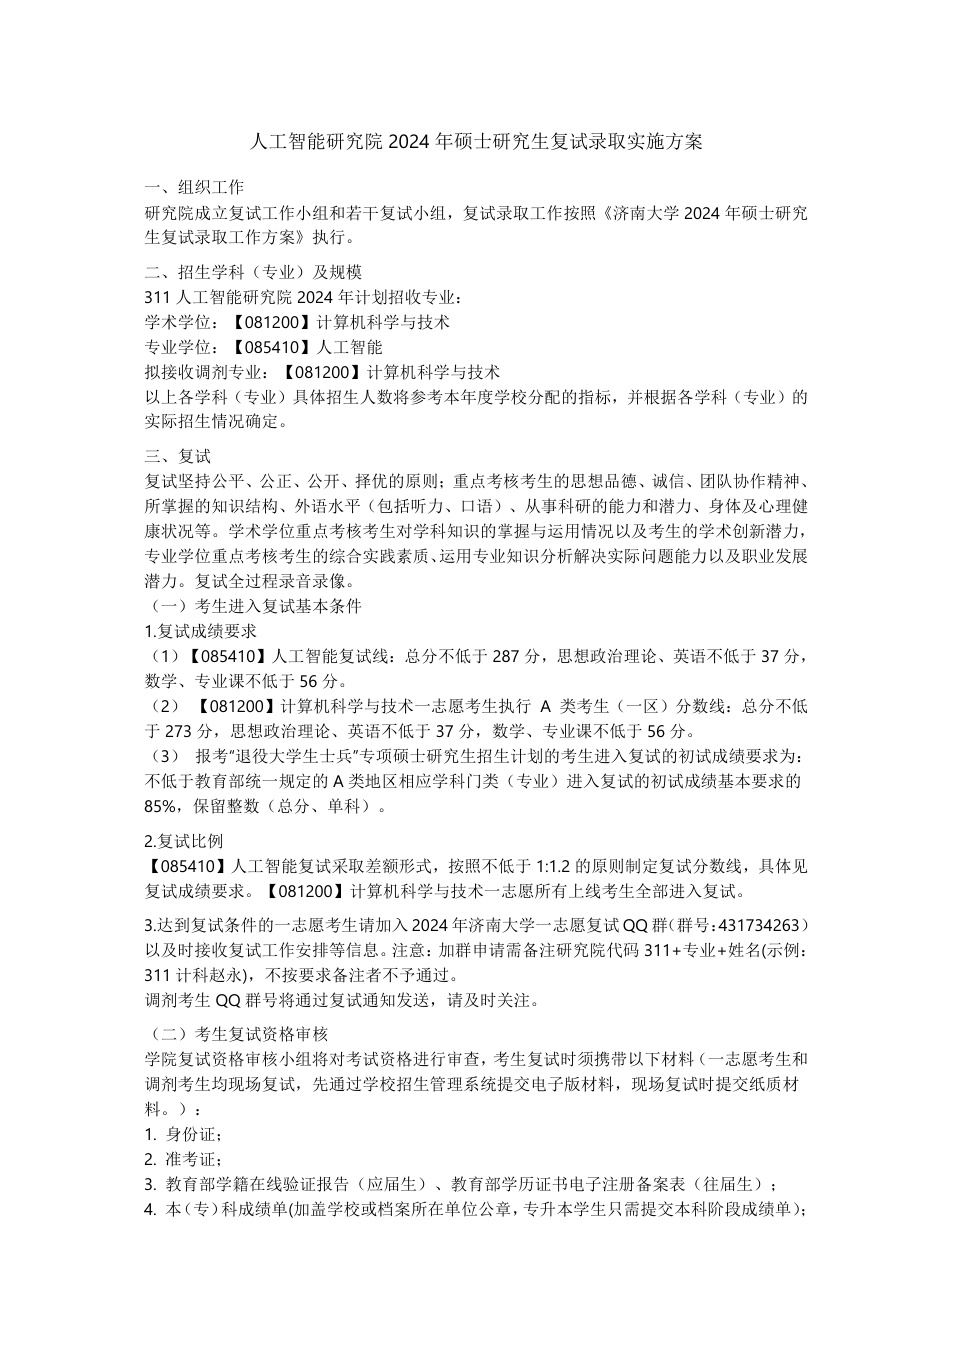 人工智能研究院 2024 年硕士研究生复试录取实施方案
一、组织工作
研究院成立复试工作小组和若干复试小组，复试录取工作按照《济南大学 2024 年硕士研究
生复试录取工作方案》执行。
二、招生学科（专业）及规模
311 人工智能研究院 2024 年计划招收专业：
学术学位：【081200】计算机科学与技术
专业学位：【085410】人工智能
拟接收调剂专业：【081200】计算机科学与技术
以上各学科（专业）具体招生人数将参考本年度学校分配的指标，并根据各学科（专业）的
实际招生情况确定。
三、复试
复试坚持公平、公正、公开、择优的原则；重点考核考生的思想品德、诚信、团队协作精神、
所掌握的知识结构、外语水平（包括听力、口语）、从事科研的能力和潜力、身体及心理健
康状况等。学术学位重点考核考生对学科知识的掌握与运用情况以及考生的学术创新潜力，
专业学位重点考核考生的综合实践素质、运用专业知识分析解决实际问题能力以及职业发展
潜力。复试全过程录音录像。
（一）考生进入复试基本条件
1.复试成绩要求
（1）【085410】人工智能复试线：总分不低于 287 分，思想政治理论、英语不低于 37 分，
数学、专业课不低于 56 分。
（2） 【081200】计算机科学与技术一志愿考生执行 A 类考生（一区）分数线：总分不低
于 273 分，思想政治理论、英语不低于 37 分，数学、专业课不低于 56 分。
（3） 报考“退役大学生士兵”专项硕士研究生招生计划的考生进入复试的初试成绩要求为：
不低于教育部统一规定的 A 类地区相应学科门类（专业）进入复试的初试成绩基本要求的
85%，保留整数（总分、单科）。
2.复试比例
【085410】人工智能复试采取差额形式，按照不低于 1:1.2 的原则制定复试分数线，具体见
复试成绩要求。【081200】计算机科学与技术一志愿所有上线考生全部进入复试。
3.达到复试条件的一志愿考生请加入 2024 年济南大学一志愿复试 QQ 群（群号：431734263）
以及时接收复试工作安排等信息。注意：加群申请需备注研究院代码 311+专业+姓名(示例：
311 计科赵永)，不按要求备注者不予通过。
调剂考生 QQ 群号将通过复试通知发送，请及时关注。
（二）考生复试资格审核
学院复试资格审核小组将对考试资格进行审查，考生复试时须携带以下材料（一志愿考生和
调剂考生均现场复试，先通过学校招生管理系统提交电子版材料，现场复试时提交纸质材
料。）：
1. 身份证；
2. 准考证；
3. 教育部学籍在线验证报告（应届生）、教育部学历证书电子注册备案表（往届生）；
4. 本（专）科成绩单(加盖学校或档案所在单位公章，专升本学生只需提交本科阶段成绩单）；